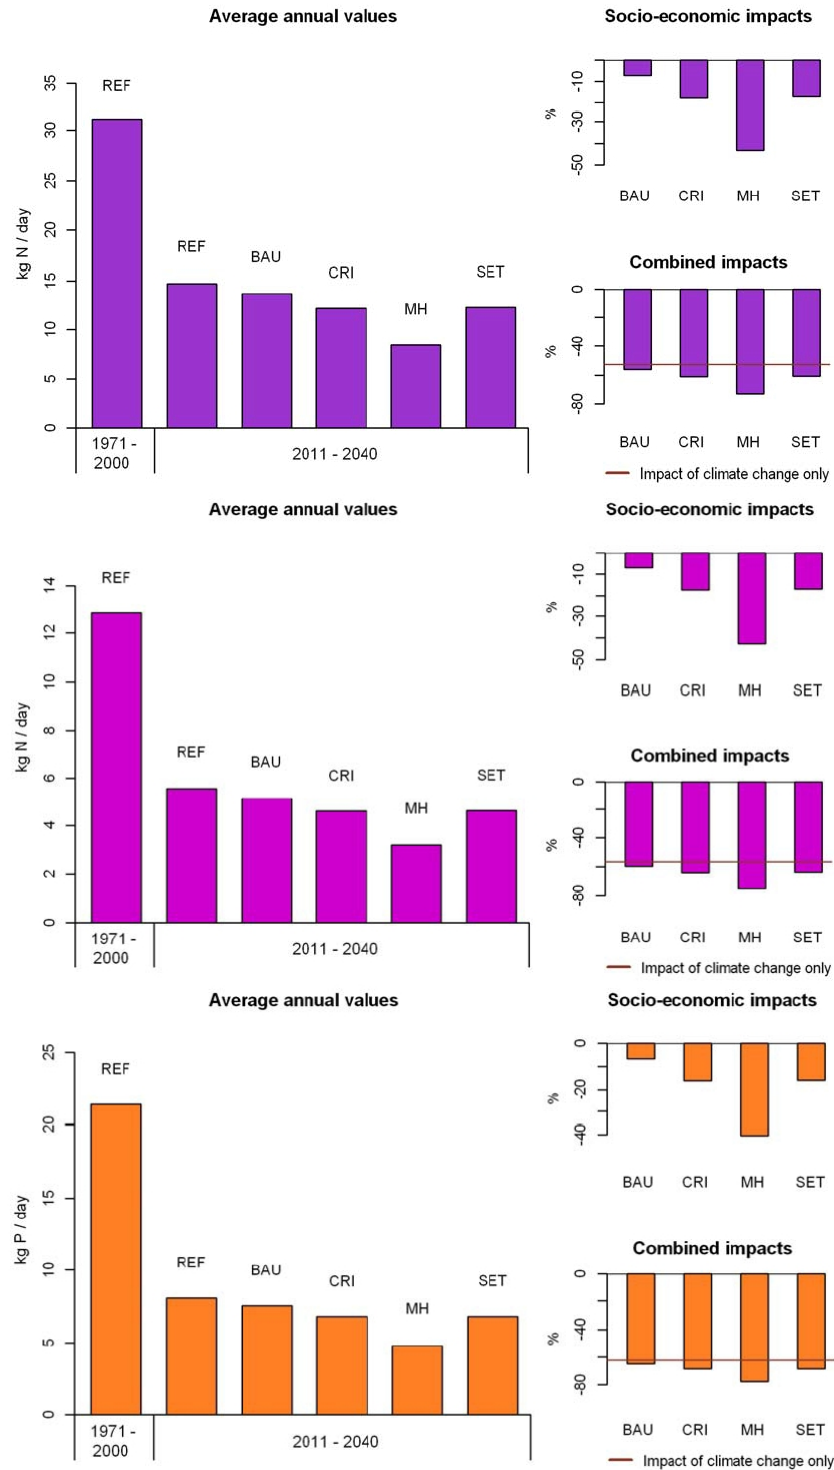 Average annual values
kg N / day
35
30
25
20
15
10
5
0
REF
REF
BAU
CRI
MH
SET
1971 -
2000
2011 - 2040
Socio-economic impacts
%
-10
-30
-50
BAU CRI MH SET
Combined impacts
%
0
-40
-80
BAU CRI MH SET
Impact of climate change only
Average annual values
kg N / day
14
12
10
8
6
4
2
0
REF
REF
BAU
CRI
MH
SET
1971 -
2000
2011 - 2040
Socio-economic impacts
%
-10
-30
-50
BAU CRI MH SET
Combined impacts
%
0
-40
-80
BAU CRI MH SET
Impact of climate change only
Average annual values
kg P / day
25
20
15
10
5
0
REF
REF
BAU
CRI
MH
SET
1971 -
2000
2011 - 2040
Socio-economic impacts
%
0
-20
-40
BAU CRI MH SET
Combined impacts
%
0
-40
-80
BAU CRI MH SET
Impact of climate change only